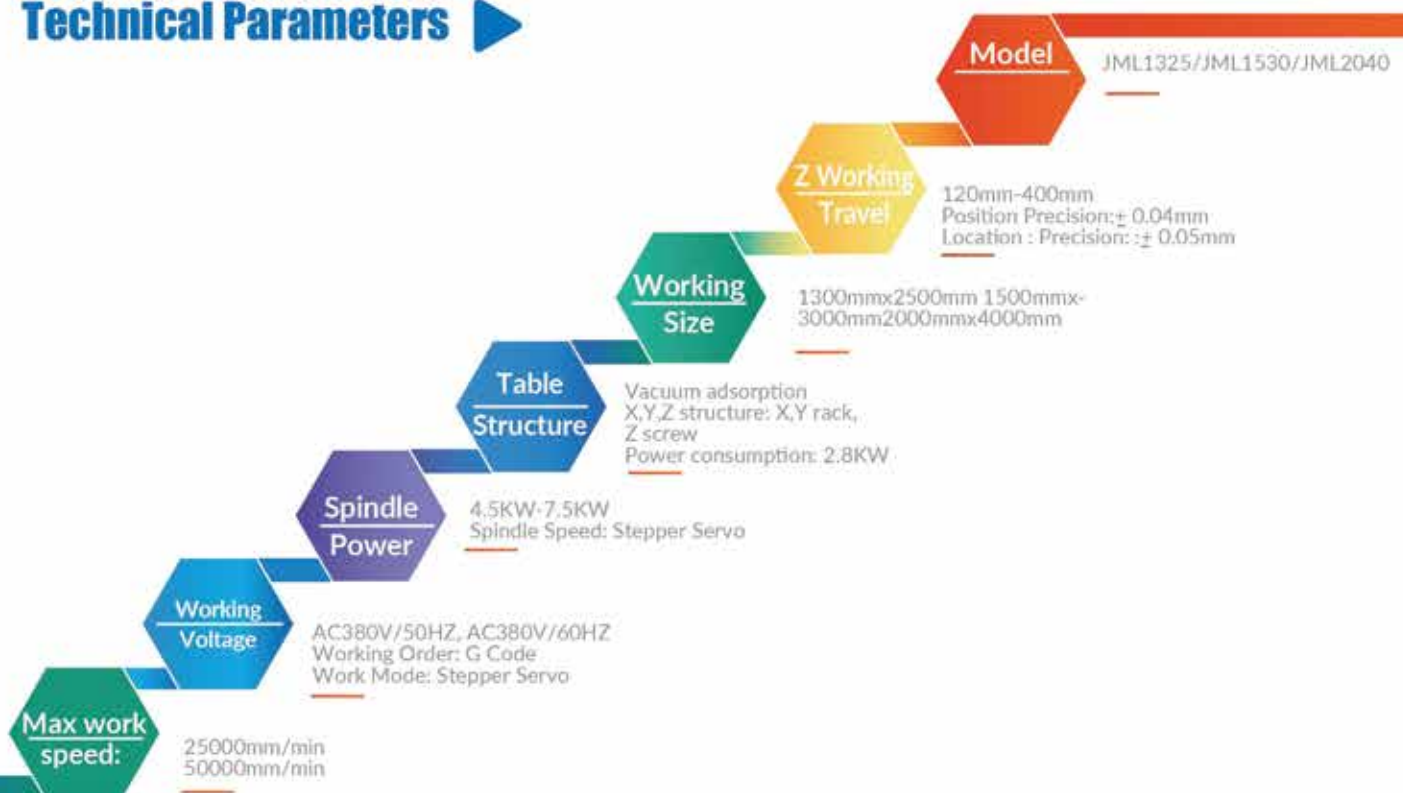 Technical Parameters
Model
JML1325/JML1530/JML2040
Z Working
Travel
120mm-400mm
Position Precision:± 0.04mm
Location : Precision: :± 0.05mm
Working
Size
1300mmx2500mm 1500mmx-
3000mm2000mmx4000mm
Table
Structure
Vacuum adsorption
X,Y,Z structure: X,Y rack,
Z screw
Power consumption: 2.8KW
Spindle
Power
4.5KW-7.5KW
Spindle Speed: Stepper Servo
Working
Voltage
AC380V/50HZ, AC380V/60HZ
Working Order: G Code
Work Mode: Stepper Servo
Max work
speed:
25000mm/min
50000mm/min